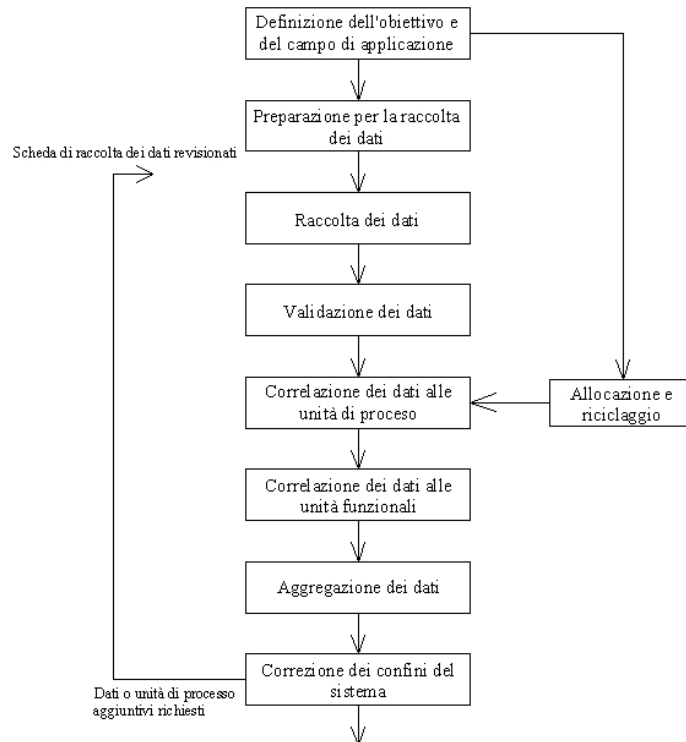 Definizione dell'obiettivo e
del campo di applicazione
Preparazione per la raccolta
dei dati
Scheda di raccolta dei dati revisionati
Raccolta dei dati
Validazione dei dati
Correlazione dei dati alle
unità di proceso
Allocazione e
riciclaggio
Correlazione dei dati alle
unità funzionali
Aggregazione dei dati
Correzione dei confini del
sistema
Dati o unità di processo
aggiuntivi richiesti